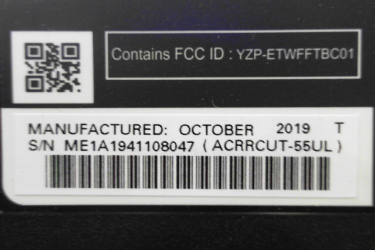 Contains FCC ID : YZP-ETWFFTBC01
MANUFACTURED: OCTOBER 2019 T
S/N ME1A1941108047 ( ACRRCUT-55UL )